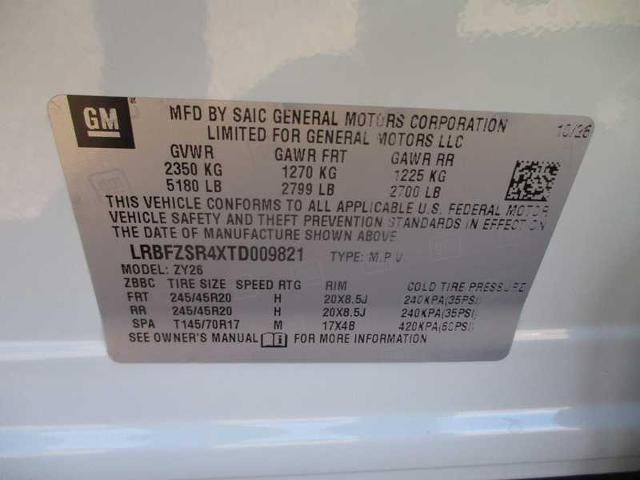 GM
MFD BY SAIC GENERAL MOTORS CORPORATION
LIMITED FOR GENERAL MOTORS LLC
10/25
GVWR GAWR FRT GAWR RR
2350 KG 1270 KG 1225 KG
5180 LB 2799 LB 2700 LB
THIS VEHICLE CONFORMS TO ALL APPLICABLE U.S. FEDERAL MOTOR
VEHICLE SAFETY AND THEFT PREVENTION STANDARDS IN EFFECT ON
THE DATE OF MANUFACTURE SHOWN ABOVE
LRBFZSR4XTD009821 TYPE: M.P.V
MODEL: ZY26
ZBBC TIRE SIZE SPEED RTG RIM COLD TIRE PRESSURE
FRT 245/45R20 H 20X8.5J 240KPA(35PSI)
RR 245/45R20 H 20X8.5J 240KPA(35PSI)
SPA T145/70R17 M 17X4B 420KPA(60PSI)
SEE OWNER'S MANUAL FOR MORE INFORMATION